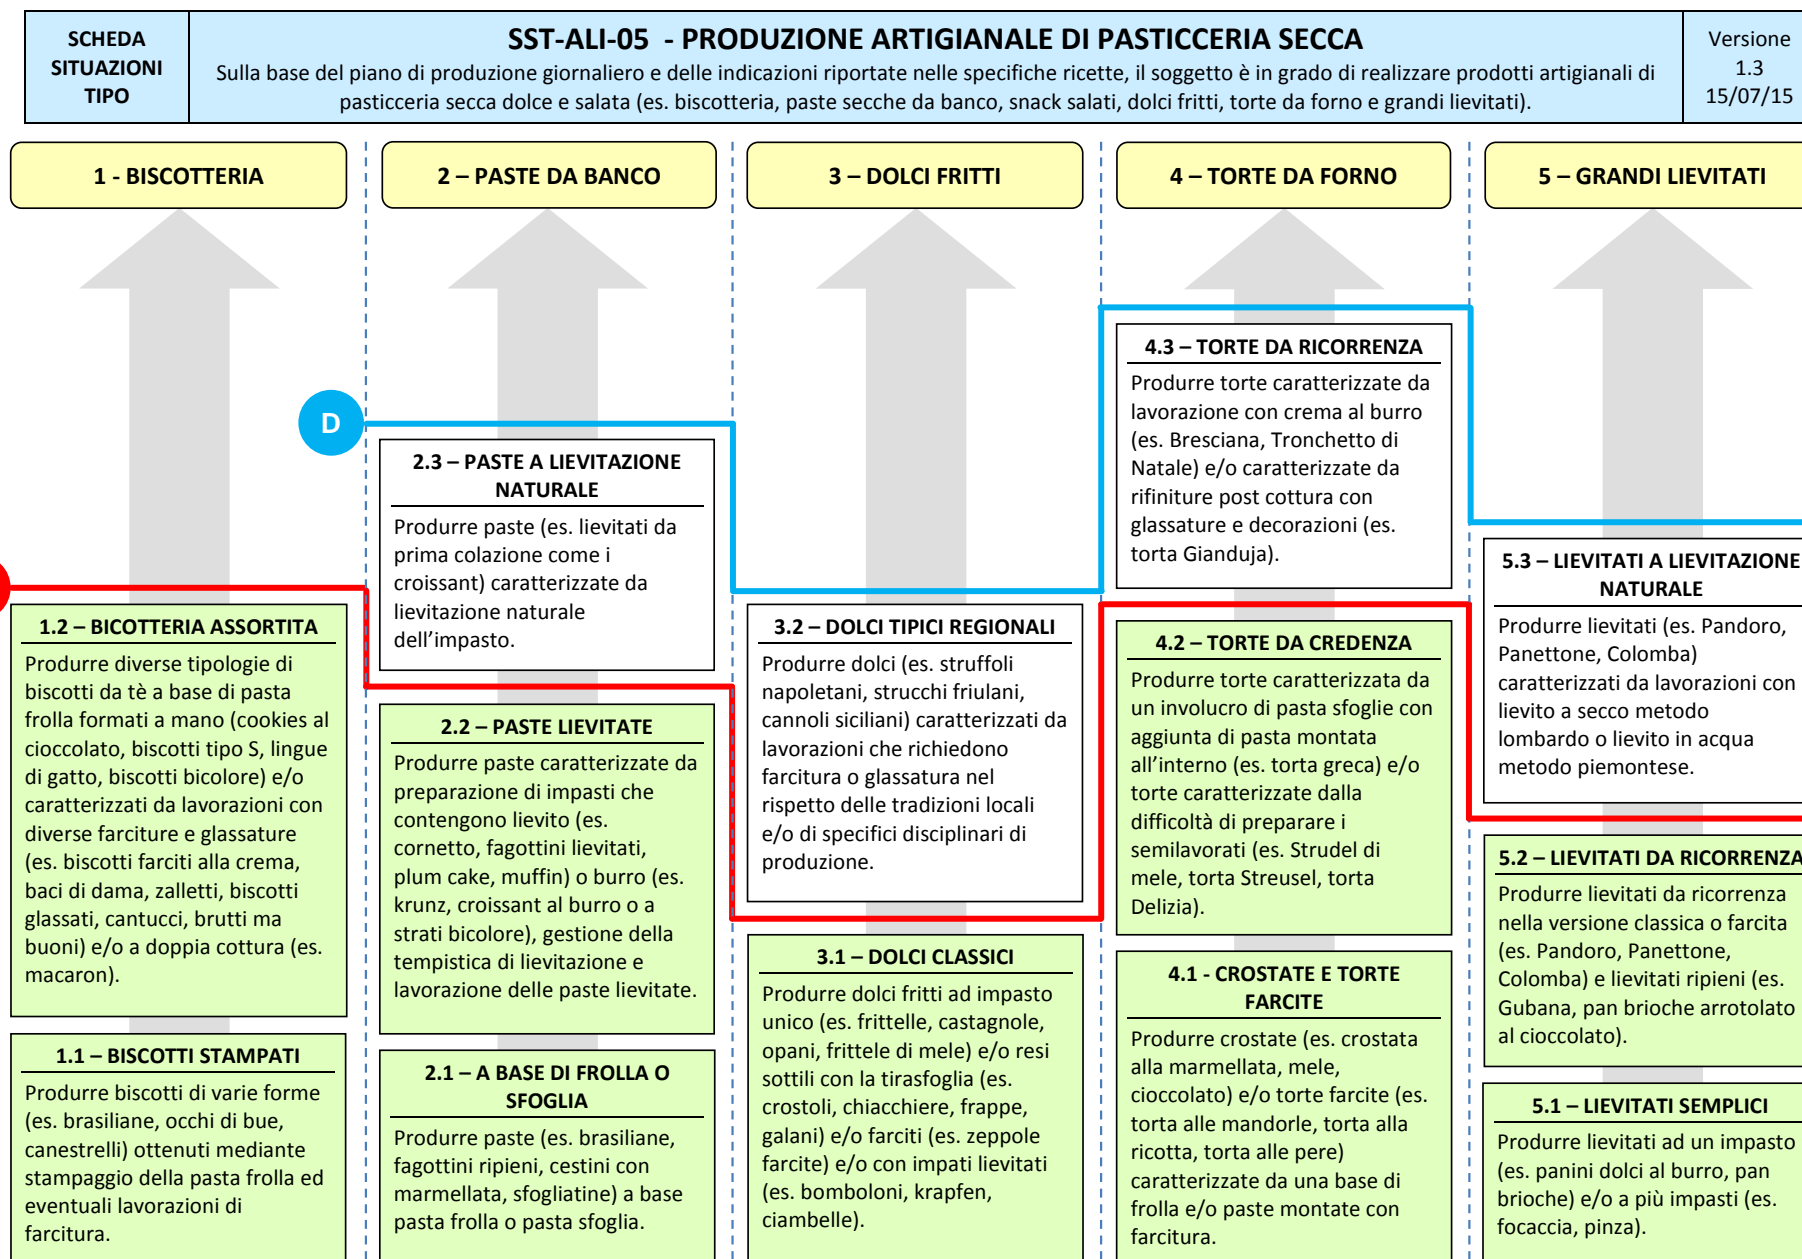 SCHEDA
SITUAZIONI
TIPO
SST-ALI-05 - PRODUZIONE ARTIGIANALE DI PASTICCERIA SECCA
Sulla base del piano di produzione giornaliero e delle indicazioni riportate nelle specifiche ricette, il soggetto è in grado di realizzare prodotti artigianali di
pasticceria secca dolce e salata (es. biscotteria, paste secche da banco, snack salati, dolci fritti, torte da forno e grandi lievitati).
Versione
1.3
15/07/15
1 - BISCOTTERIA
2 – PASTE DA BANCO
3 – DOLCI FRITTI
4 – TORTE DA FORNO
5 – GRANDI LIEVITATI
D
1.2 – BICOTTERIA ASSORTITA
Produrre diverse tipologie di
biscotti da tè a base di pasta
frolla formati a mano (cookies al
cioccolato, biscotti tipo S, lingue
di gatto, biscotti bicolore) e/o
caratterizzati da lavorazioni con
diverse farciture e glassature
(es. biscotti farciti alla crema,
baci di dama, zalletti, biscotti
glassati, cantucci, brutti ma
buoni) e/o a doppia cottura (es.
macaron).
1.1 – BISCOTTI STAMPATI
Produrre biscotti di varie forme
(es. brasiliane, occhi di bue,
canestrelli) ottenuti mediante
stampaggio della pasta frolla ed
eventuali lavorazioni di
farcitura.
2.3 – PASTE A LIEVITAZIONE
NATURALE
Produrre paste (es. lievitati da
prima colazione come i
croissant) caratterizzate da
lievitazione naturale
dell'impasto.
2.2 – PASTE LIEVITATE
Produrre paste caratterizzate da
preparazione di impasti che
contengono lievito (es.
cornetto, fagottini lievitati,
plum cake, muffin) o burro (es.
krunz, croissant al burro o a
strati bicolore), gestione della
tempistica di lievitazione e
lavorazione delle paste lievitate.
2.1 – A BASE DI FROLLA O
SFOGLIA
Produrre paste (es. brasiliane,
fagottini ripieni, cestini con
marmellata, sfogliatine) a base
pasta frolla o pasta sfoglia.
3.2 – DOLCI TIPICI REGIONALI
Produrre dolci (es. struffoli
napoletani, strucchi friulani,
cannoli siciliani) caratterizzati da
lavorazioni che richiedono
farcitura o glassatura nel
rispetto delle tradizioni locali
e/o di specifici disciplinari di
produzione.
3.1 – DOLCI CLASSICI
Produrre dolci fritti ad impasto
unico (es. frittelle, castagnole,
opani, frittele di mele) e/o resi
sottili con la tirasfoglia (es.
crostoli, chiacchiere, frappe,
galani) e/o farciti (es. zeppole
farcite) e/o con impati lievitati
(es. bomboloni, krapfen,
ciambelle).
4.3 – TORTE DA RICORRENZA
Produrre torte caratterizzate da
lavorazione con crema al burro
(es. Bresciana, Tronchetto di
Natale) e/o caratterizzate da
rifiniture post cottura con
glassature e decorazioni (es.
torta Gianduja).
4.2 – TORTE DA CREDENZA
Produrre torte caratterizzata da
un involucro di pasta sfoglie con
aggiunta di pasta montata
all'interno (es. torta greca) e/o
torte caratterizzate dalla
difficoltà di preparare i
semilavorati (es. Strudel di
mele, torta Streusel, torta
Delizia).
4.1 - CROSTATE E TORTE
FARCITE
Produrre crostate (es. crostata
alla marmellata, mele,
cioccolato) e/o torte farcite (es.
torta alle mandorle, torta alla
ricotta, torta alle pere)
caratterizzate da una base di
frolla e/o paste montate con
farcitura.
5.3 – LIEVITATI A LIEVITAZIONE
NATURALE
Produrre lievitati (es. Pandoro,
Panettone, Colomba)
caratterizzati da lavorazioni con
lievito a secco metodo
lombardo o lievito in acqua
metodo piemontese.
5.2 – LIEVITATI DA RICORRENZA
Produrre lievitati da ricorrenza
nella versione classica o farcita
(es. Pandoro, Panettone,
Colomba) e lievitati ripieni (es.
Gubana, pan brioche arrotolato
al cioccolato).
5.1 – LIEVITATI SEMPLICI
Produrre lievitati ad un impasto
(es. panini dolci al burro, pan
brioche) e/o a più impasti (es.
focaccia, pinza).